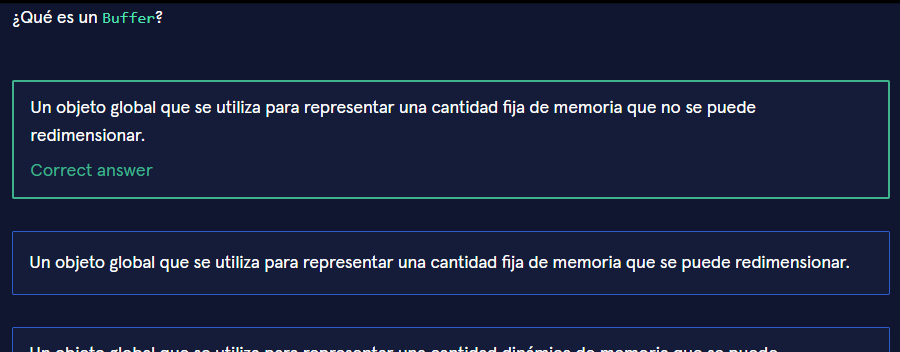 ¿Qué es un Buffer?
Un objeto global que se utiliza para representar una cantidad fija de memoria que no se puede
redimensionar.
Correct answer
Un objeto global que se utiliza para representar una cantidad fija de memoria que se puede redimensionar.
Un objeto global que se utiliza para representar una cantidad dinámica de memoria que se puede